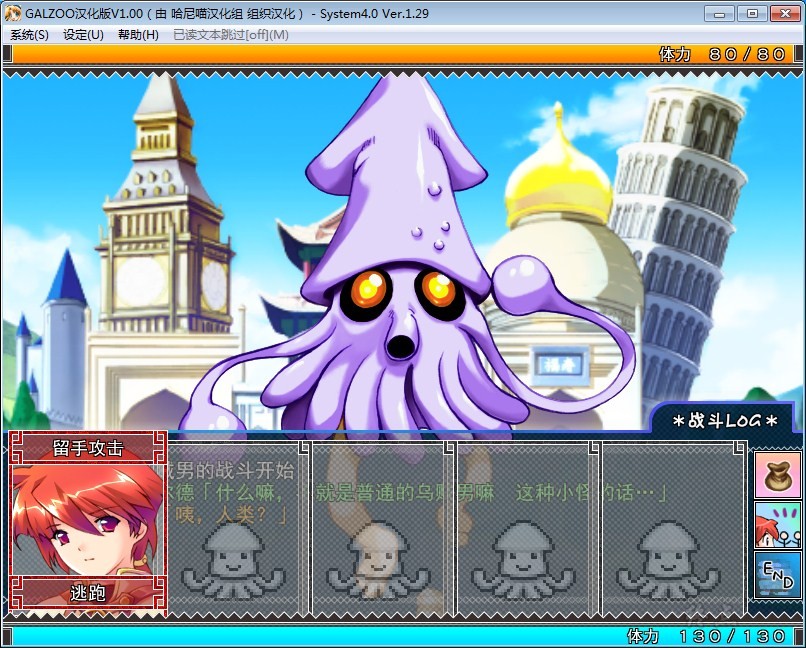 GALZOO汉化版V1.00（由 哈尼喵汉化组 组织汉化） - System4.0 Ver.1.29
系统(S) 设定(U) 帮助(H) 已读文本跳过[off](M)
体力 80/80
*战斗LOG*
留手攻击
贼男的战斗开始
德「什么嘛，就是普通的乌贼男嘛 这种小怪的话…」
「咦，人类？」
逃跑
END
体力 130/130